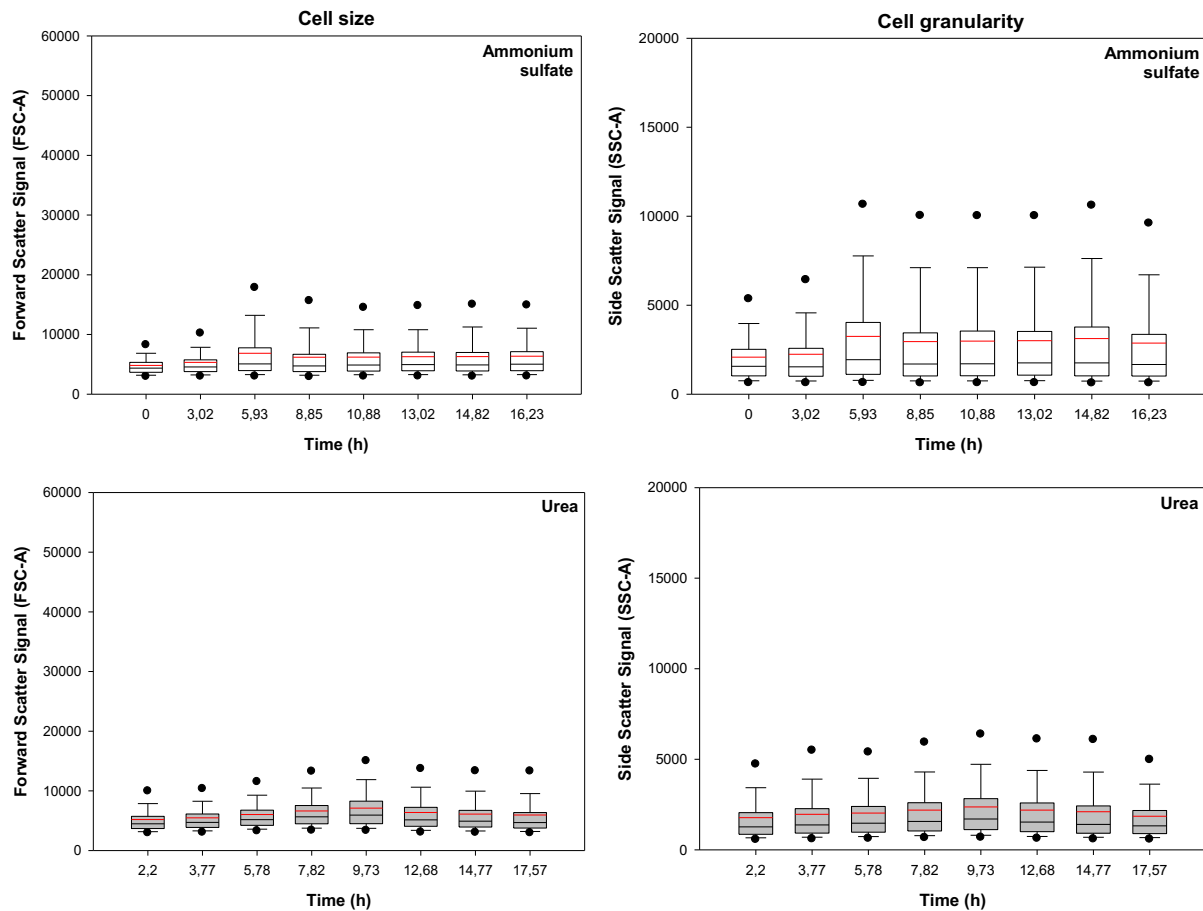 Cell size
60000
50000
40000
30000
20000
10000
0
Forward Scatter Signal (FSC-A)
Ammonium
sulfate
0 3,02 5,93 8,85 10,88 13,02 14,82 16,23
Time (h)
Cell granularity
20000
15000
10000
5000
0
Side Scatter Signal (SSC-A)
Ammonium
sulfate
0 3,02 5,93 8,85 10,88 13,02 14,82 16,23
Time (h)
60000
50000
40000
30000
20000
10000
0
Forward Scatter Signal (FSC-A)
Urea
2,2 3,77 5,78 7,82 9,73 12,68 14,77 17,57
Time (h)
20000
15000
10000
5000
0
Side Scatter Signal (SSC-A)
Urea
2,2 3,77 5,78 7,82 9,73 12,68 14,77 17,57
Time (h)